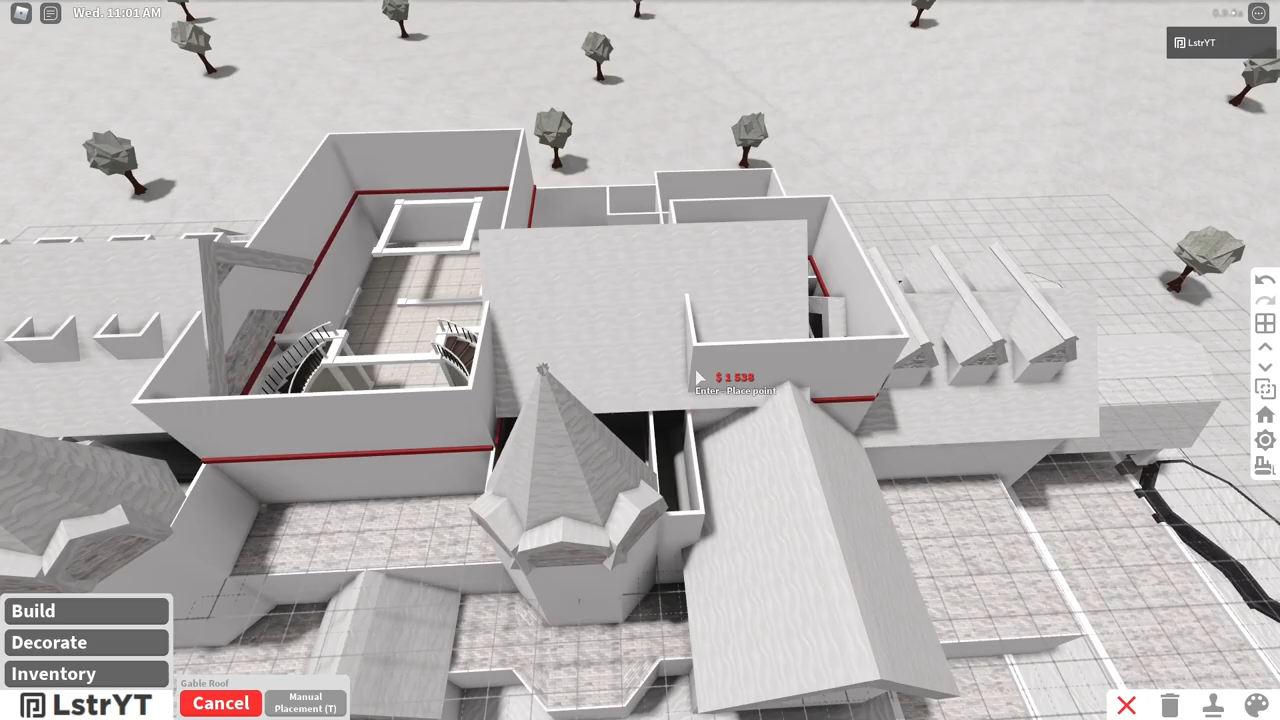 Wed. 11:01 AM
LstrYT
$ 1 538
Enter - Place point
Build
Decorate
Inventory
LstrYT
Gable Roof
Cancel
Manual
Placement (T)